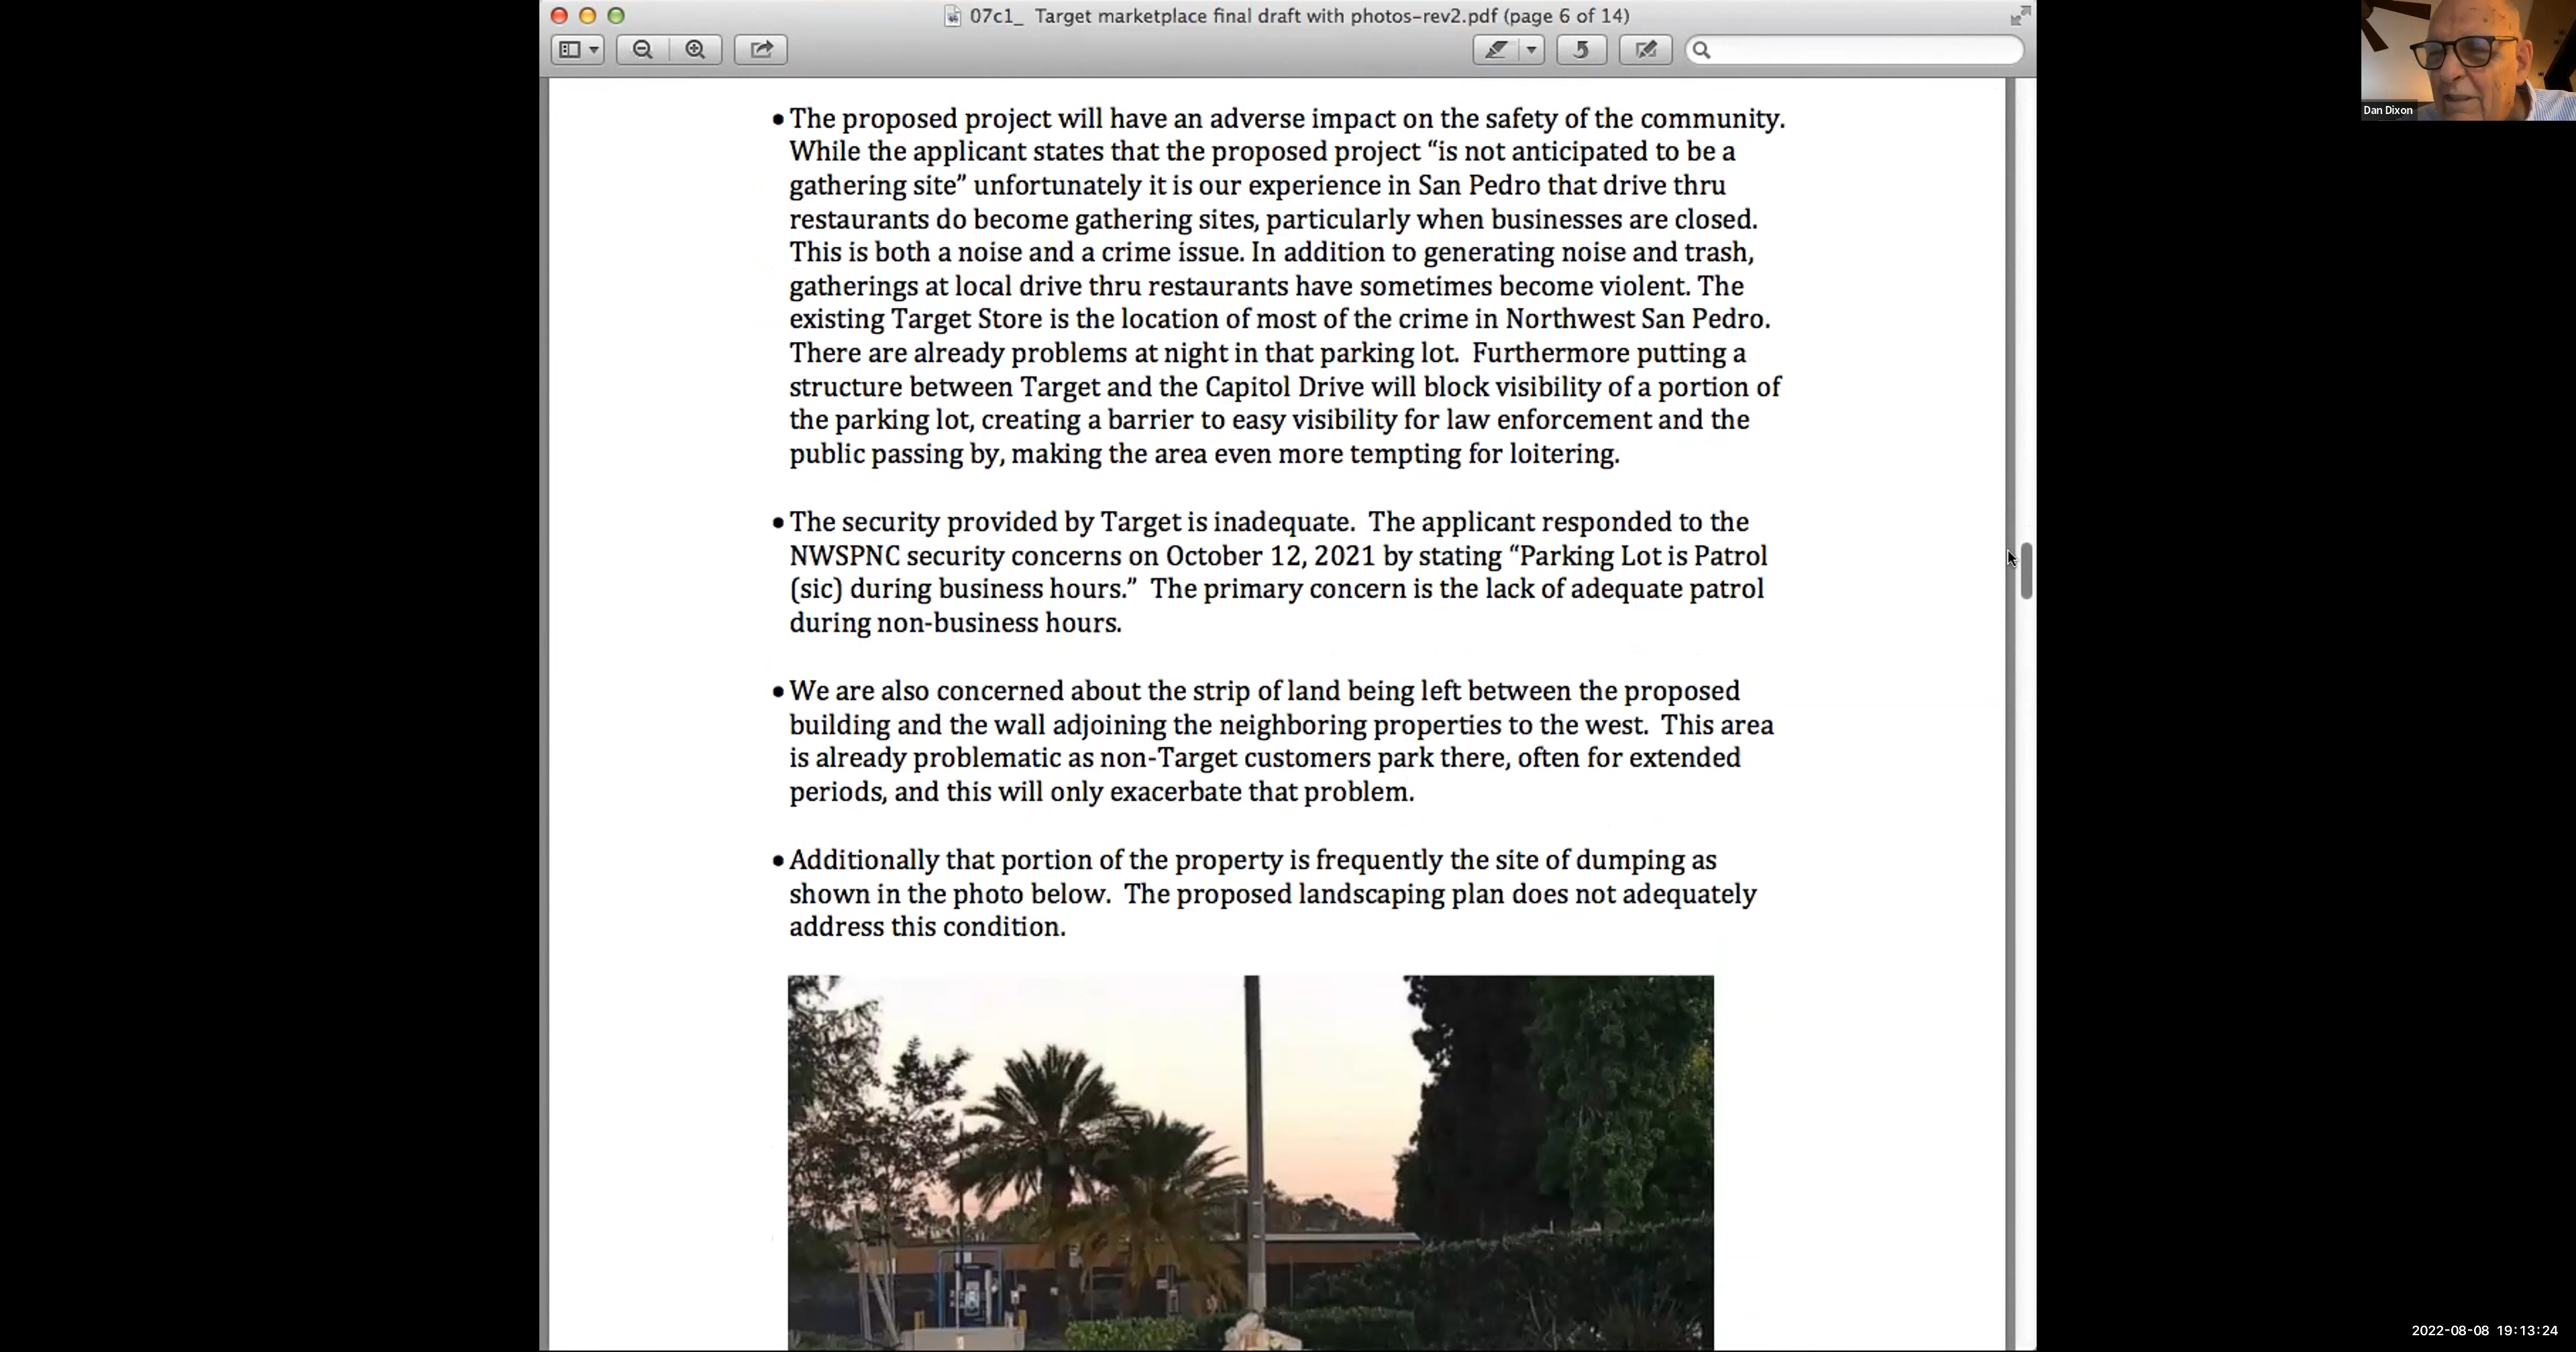 07c1_ Target marketplace final draft with photos-rev2.pdf (page 6 of 14)
Dan Dixon
• The proposed project will have an adverse impact on the safety of the community.
While the applicant states that the proposed project “is not anticipated to be a
gathering site” unfortunately it is our experience in San Pedro that drive thru
restaurants do become gathering sites, particularly when businesses are closed.
This is both a noise and a crime issue. In addition to generating noise and trash,
gatherings at local drive thru restaurants have sometimes become violent. The
existing Target Store is the location of most of the crime in Northwest San Pedro.
There are already problems at night in that parking lot.  Furthermore putting a
structure between Target and the Capitol Drive will block visibility of a portion of
the parking lot, creating a barrier to easy visibility for law enforcement and the
public passing by, making the area even more tempting for loitering.
• The security provided by Target is inadequate.  The applicant responded to the
NWSPNC security concerns on October 12, 2021 by stating “Parking Lot is Patrol
(sic) during business hours.”  The primary concern is the lack of adequate patrol
during non-business hours.
• We are also concerned about the strip of land being left between the proposed
building and the wall adjoining the neighboring properties to the west.  This area
is already problematic as non-Target customers park there, often for extended
periods, and this will only exacerbate that problem.
• Additionally that portion of the property is frequently the site of dumping as
shown in the photo below.  The proposed landscaping plan does not adequately
address this condition.
2022-08-08 19:13:24